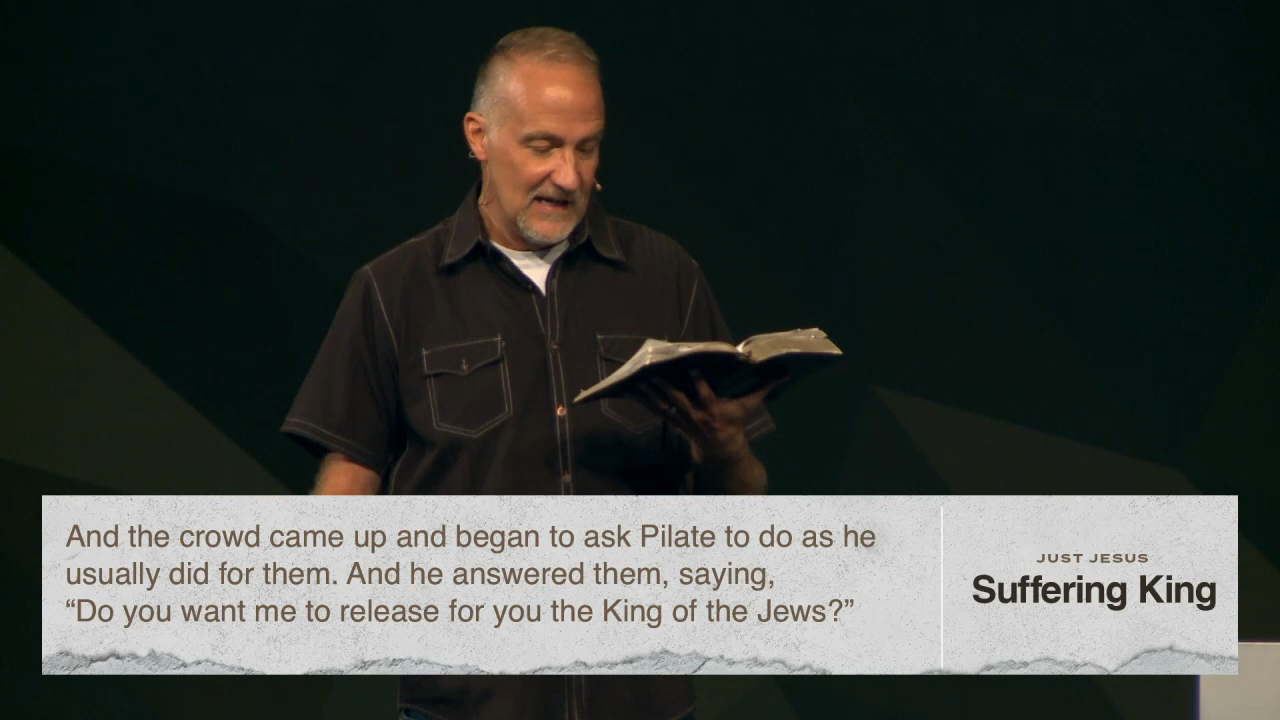 And the crowd came up and began to ask Pilate to do as he
usually did for them. And he answered them, saying,
“Do you want me to release for you the King of the Jews?”
JUST JESUS
Suffering King